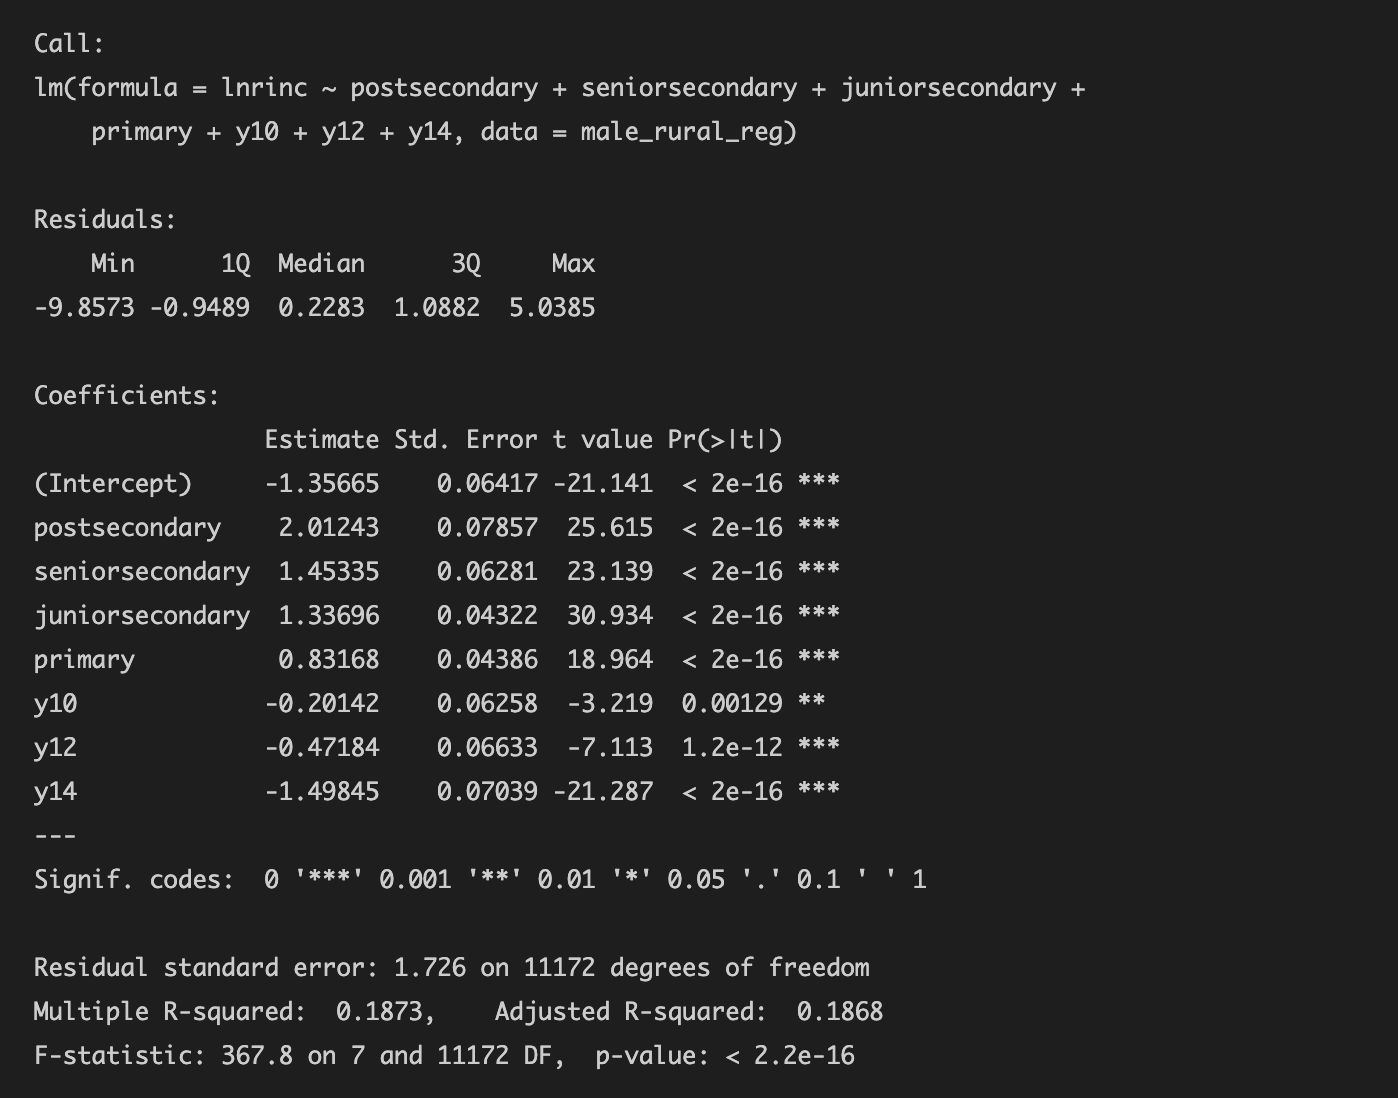 Call:
lm(formula = lnrinc ~ postsecondary + seniorsecondary + juniorsecondary +
    primary + y10 + y12 + y14, data = male_rural_reg)

Residuals:
    Min      1Q  Median      3Q     Max
-9.8573 -0.9489  0.2283  1.0882  5.0385

Coefficients:
                Estimate Std. Error t value Pr(>|t|)
(Intercept)     -1.35665    0.06417 -21.141  < 2e-16 ***
postsecondary    2.01243    0.07857  25.615  < 2e-16 ***
seniorsecondary  1.45335    0.06281  23.139  < 2e-16 ***
juniorsecondary  1.33696    0.04322  30.934  < 2e-16 ***
primary          0.83168    0.04386  18.964  < 2e-16 ***
y10             -0.20142    0.06258  -3.219  0.00129 **
y12             -0.47184    0.06633  -7.113  1.2e-12 ***
y14             -1.49845    0.07039 -21.287  < 2e-16 ***
---
Signif. codes:  0 '***' 0.001 '**' 0.01 '*' 0.05 '.' 0.1 ' ' 1

Residual standard error: 1.726 on 11172 degrees of freedom
Multiple R-squared:  0.1873,    Adjusted R-squared:  0.1868
F-statistic: 367.8 on 7 and 11172 DF,  p-value: < 2.2e-16